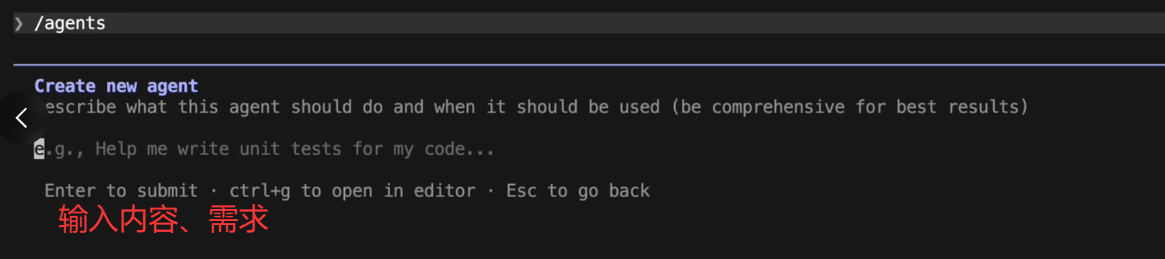 ❯ /agents
Create new agent
escribe what this agent should do and when it should be used (be comprehensive for best results)
e.g., Help me write unit tests for my code...
Enter to submit · ctrl+g to open in editor · Esc to go back
输入内容、需求